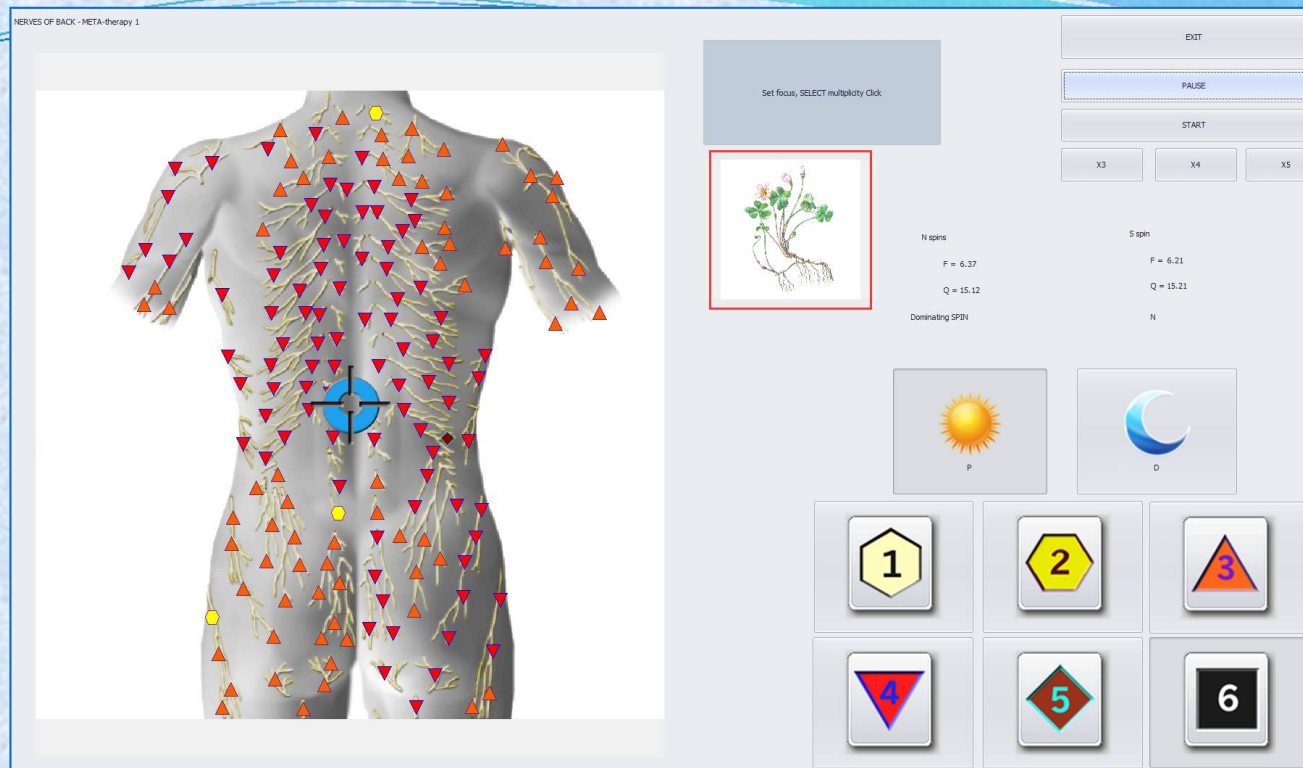 NERVES OF BACK - META-therapy 1
Set focus, SELECT multiplicity Click
EXIT
PAUSE
START
X3
X4
X5
N spins
S spin
F = 6.37
F = 6.21
Q = 15.12
Q = 15.21
Dominating SPIN
N
P
D
1
2
3
4
5
6